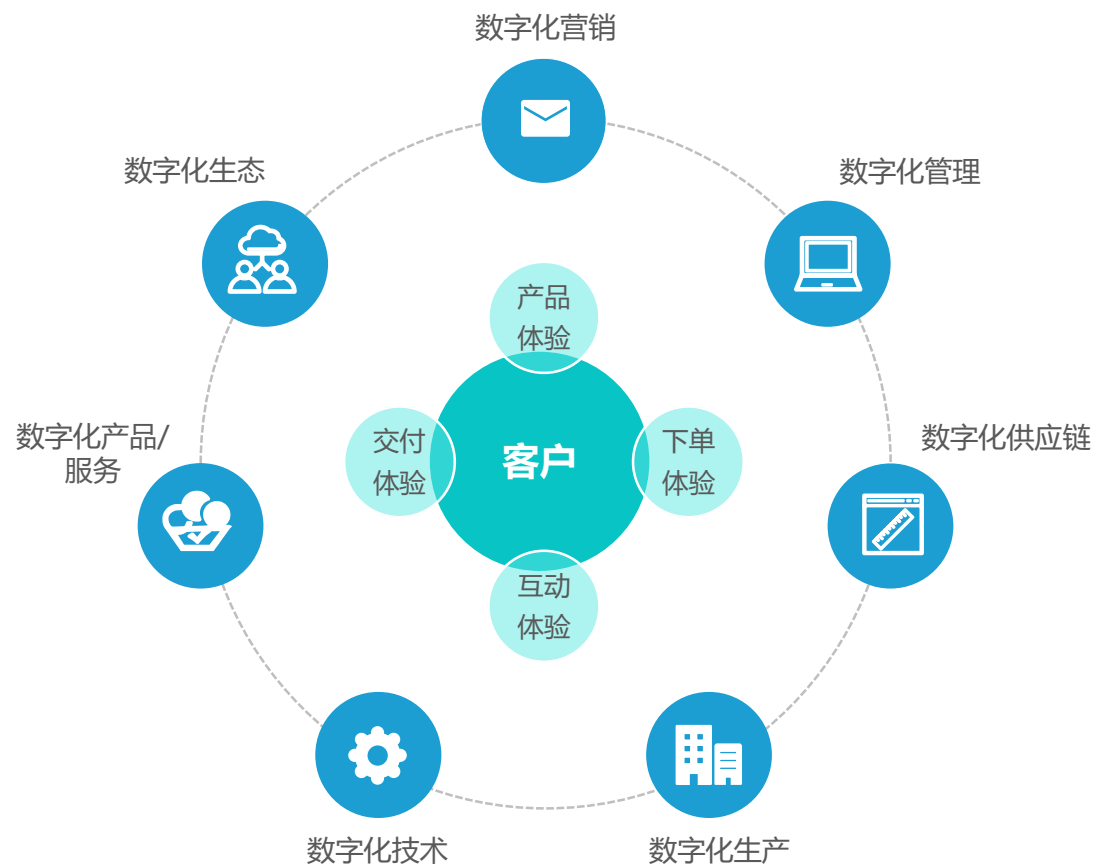 数字化营销
数字化生态
数字化管理
产品
体验
数字化产品/
服务
交付
体验
客户
下单
体验
数字化供应链
互动
体验
数字化技术
数字化生产